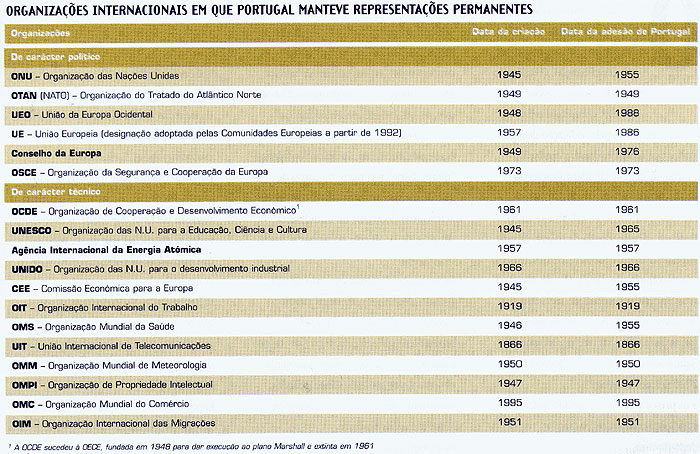 ORGANIZAÇÕES INTERNACIONAIS EM QUE PORTUGAL MANTEVE REPRESENTAÇÕES PERMANENTES
Organizações Data da criação Data da adesão de Portugal
De carácter político
ONU – Organização das Nações Unidas 1945 1955
OTAN (NATO) – Organização do Tratado do Atlântico Norte 1949 1949
UEO – União da Europa Ocidental 1948 1988
UE – União Europeia (designação adoptada pelas Comunidades Europeias a partir de 1992) 1957 1986
Conselho da Europa 1949 1976
OSCE – Organização da Segurança e Cooperação da Europa 1973 1973
De carácter técnico
OCDE – Organização de Cooperação e Desenvolvimento Económico¹ 1961 1961
UNESCO – Organização das N.U. para a Educação, Ciência e Cultura 1945 1965
Agência Internacional da Energia Atómica 1957 1957
UNIDO – Organização das N.U. para o desenvolvimento industrial 1966 1966
CEE – Comissão Económica para a Europa 1945 1955
OIT – Organização Internacional do Trabalho 1919 1919
OMS – Organização Mundial da Saúde 1946 1955
UIT – União Internacional de Telecomunicações 1866 1866
OMM – Organização Mundial de Meteorologia 1950 1950
OMPI – Organização de Propriedade Intelectual 1947 1947
OMC – Organização Mundial do Comércio 1995 1995
OIM – Organização Internacional das Migrações 1951 1951
¹ A OCDE sucedeu à OECE, fundada em 1948 para dar execução ao plano Marshall e extinta em 1961